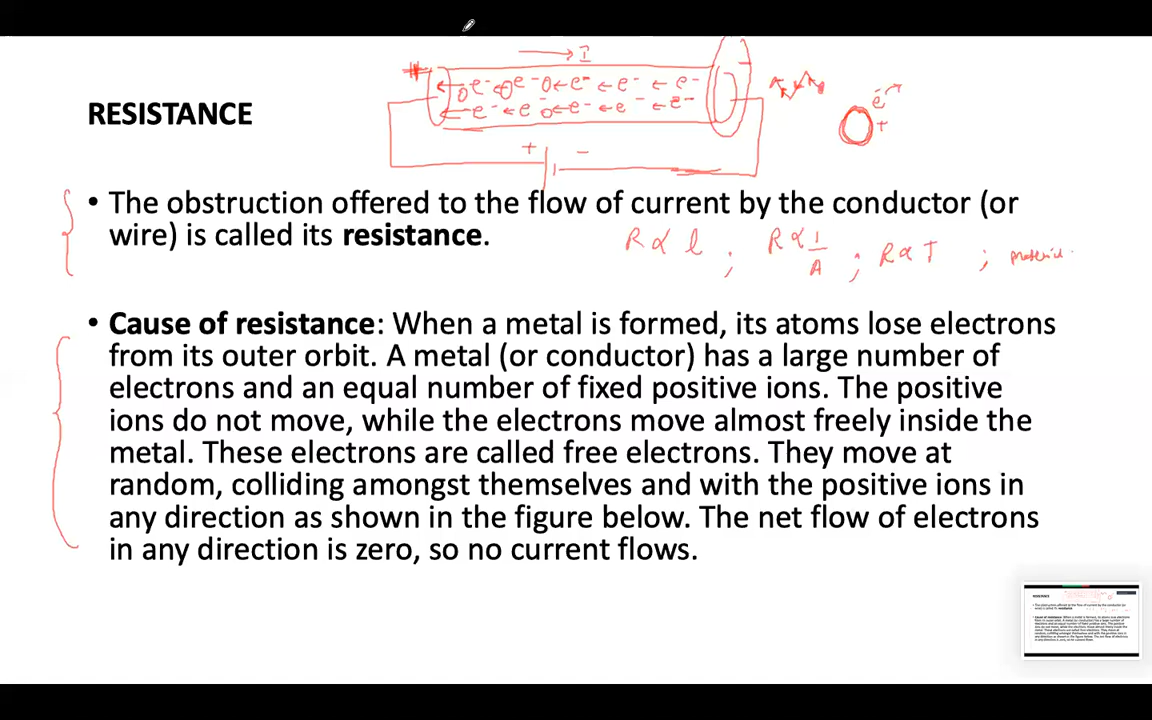 → I
e⁻ e⁻ ←e⁻ ←e⁻ ←e⁻
←e⁻ ←e⁻ ←e⁻ ←e⁻ ←e⁻
e⁻
+
+ −
RESISTANCE
• The obstruction offered to the flow of current by the conductor (or
wire) is called its resistance.
R ∝ l ; R ∝ 1/A ; R ∝ T ;
• Cause of resistance: When a metal is formed, its atoms lose electrons
from its outer orbit. A metal (or conductor) has a large number of
electrons and an equal number of fixed positive ions. The positive
ions do not move, while the electrons move almost freely inside the
metal. These electrons are called free electrons. They move at
random, colliding amongst themselves and with the positive ions in
any direction as shown in the figure below. The net flow of electrons
in any direction is zero, so no current flows.